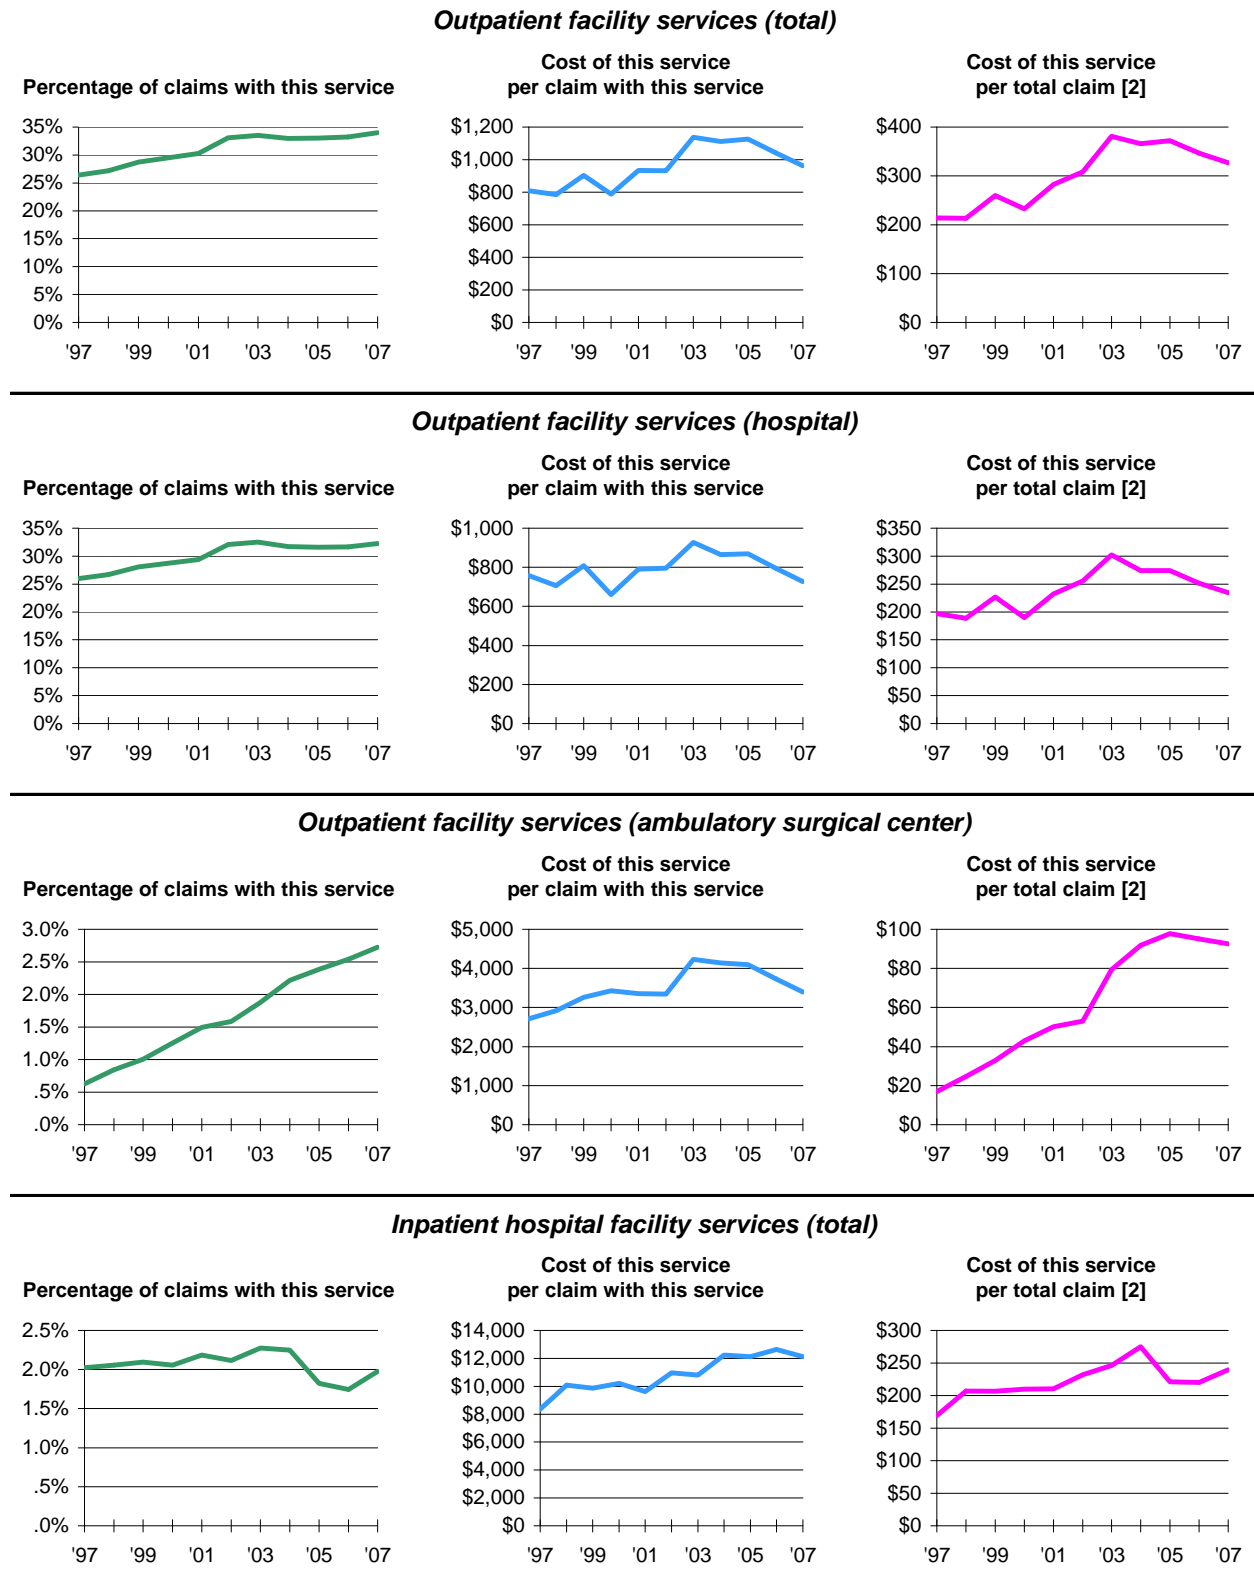 Outpatient facility services (total)
Percentage of claims with this service
35%
30%
25%
20%
15%
10%
5%
0%
'97 '99 '01 '03 '05 '07
Cost of this service
per claim with this service
$1,200
$1,000
$800
$600
$400
$200
$0
'97 '99 '01 '03 '05 '07
Cost of this service
per total claim [2]
$400
$300
$200
$100
$0
'97 '99 '01 '03 '05 '07
Outpatient facility services (hospital)
Percentage of claims with this service
35%
30%
25%
20%
15%
10%
5%
0%
'97 '99 '01 '03 '05 '07
Cost of this service
per claim with this service
$1,000
$800
$600
$400
$200
$0
'97 '99 '01 '03 '05 '07
Cost of this service
per total claim [2]
$350
$300
$250
$200
$150
$100
$50
$0
'97 '99 '01 '03 '05 '07
Outpatient facility services (ambulatory surgical center)
Percentage of claims with this service
3.0%
2.5%
2.0%
1.5%
1.0%
.5%
.0%
'97 '99 '01 '03 '05 '07
Cost of this service
per claim with this service
$5,000
$4,000
$3,000
$2,000
$1,000
$0
'97 '99 '01 '03 '05 '07
Cost of this service
per total claim [2]
$100
$80
$60
$40
$20
$0
'97 '99 '01 '03 '05 '07
Inpatient hospital facility services (total)
Percentage of claims with this service
2.5%
2.0%
1.5%
1.0%
.5%
.0%
'97 '99 '01 '03 '05 '07
Cost of this service
per claim with this service
$14,000
$12,000
$10,000
$8,000
$6,000
$4,000
$2,000
$0
'97 '99 '01 '03 '05 '07
Cost of this service
per total claim [2]
$300
$250
$200
$150
$100
$50
$0
'97 '99 '01 '03 '05 '07